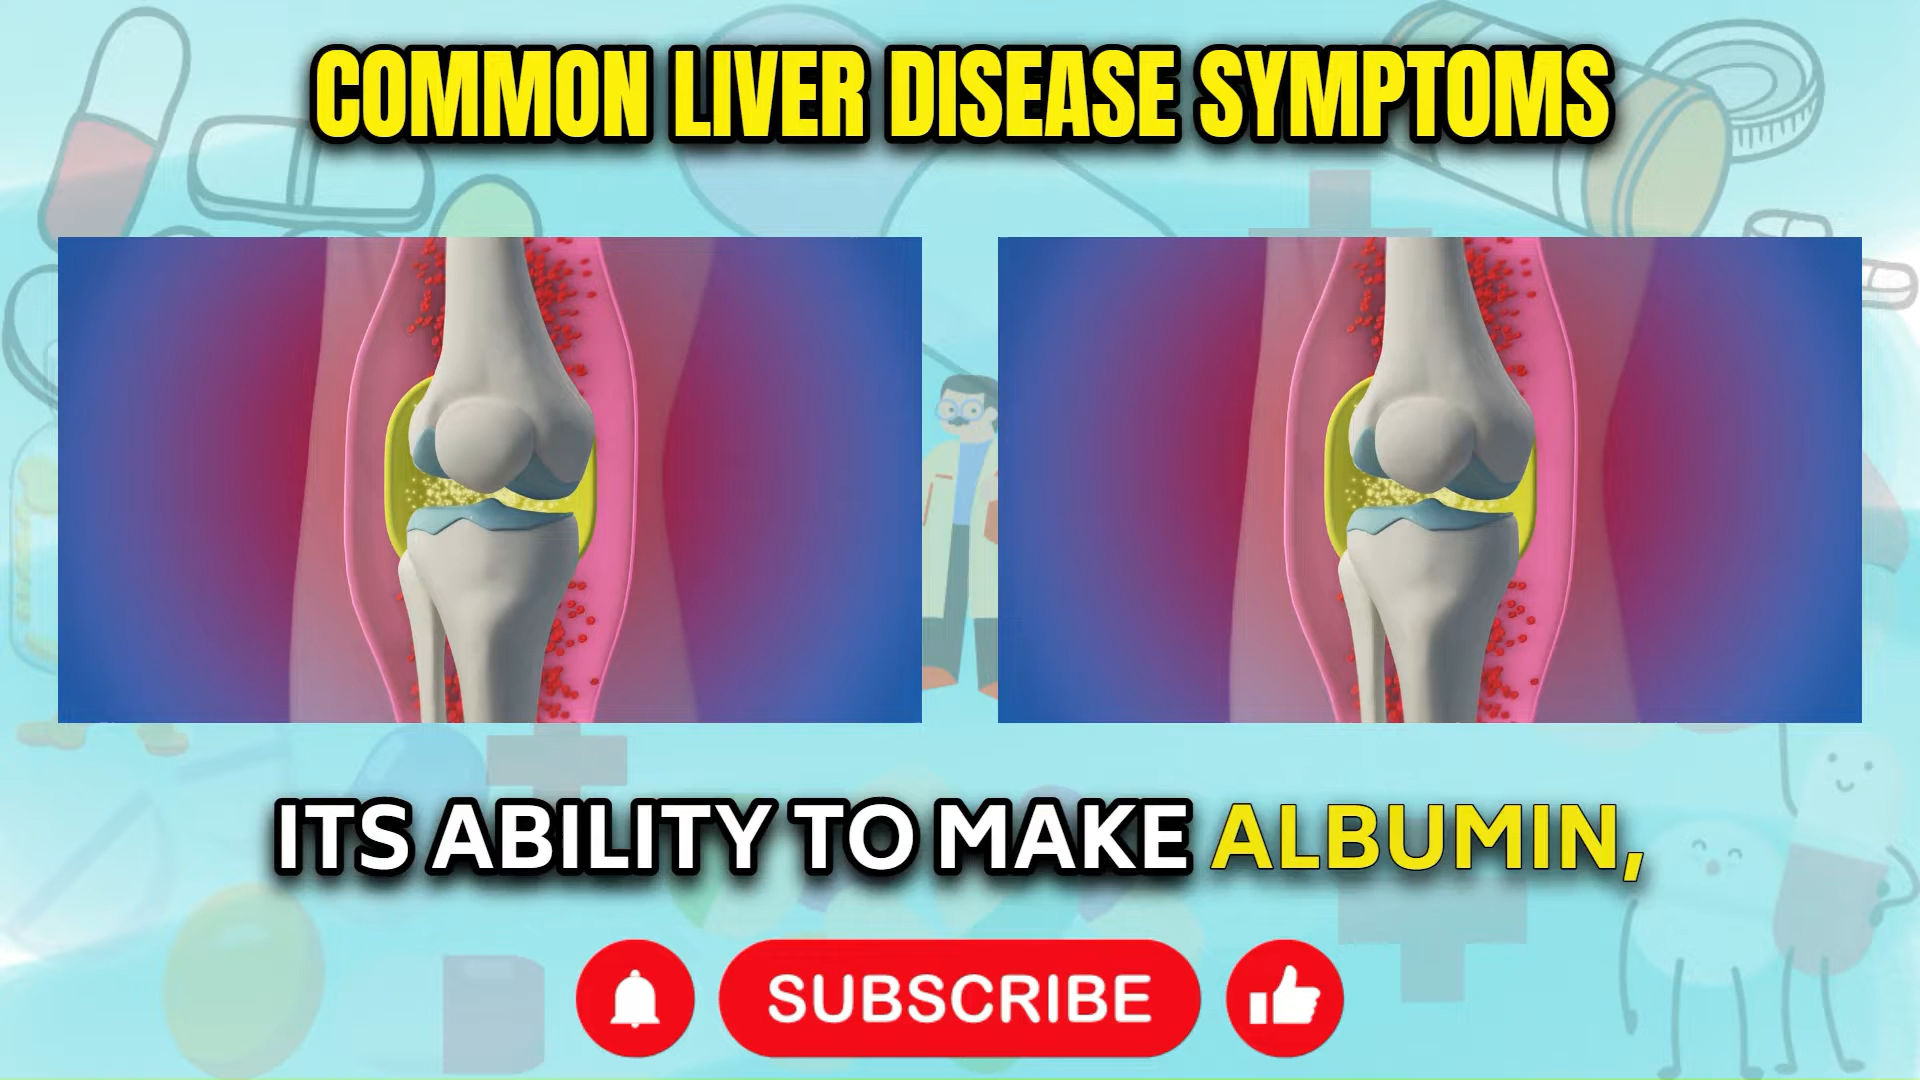 COMMON LIVER DISEASE SYMPTOMS
ITS ABILITY TO MAKE ALBUMIN,
SUBSCRIBE